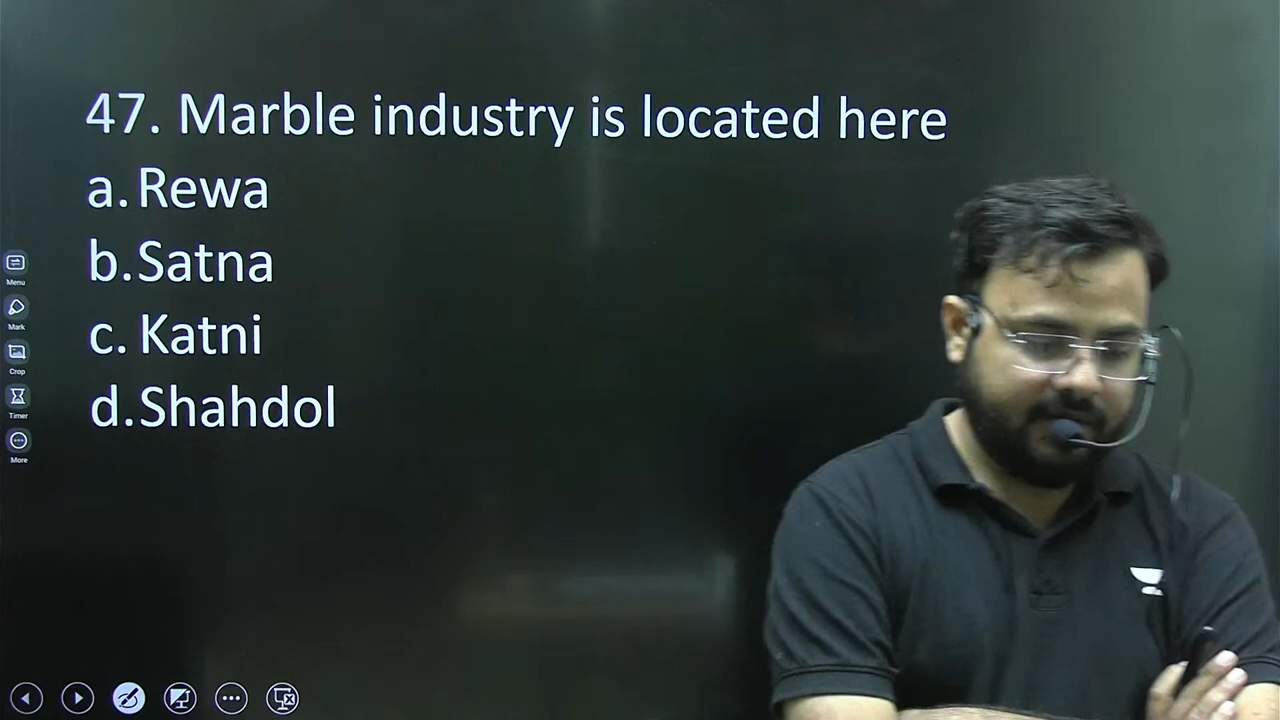 47. Marble industry is located here
a. Rewa
b. Satna
c. Katni
d. Shahdol
Menu
Mark
Crop
Timer
More